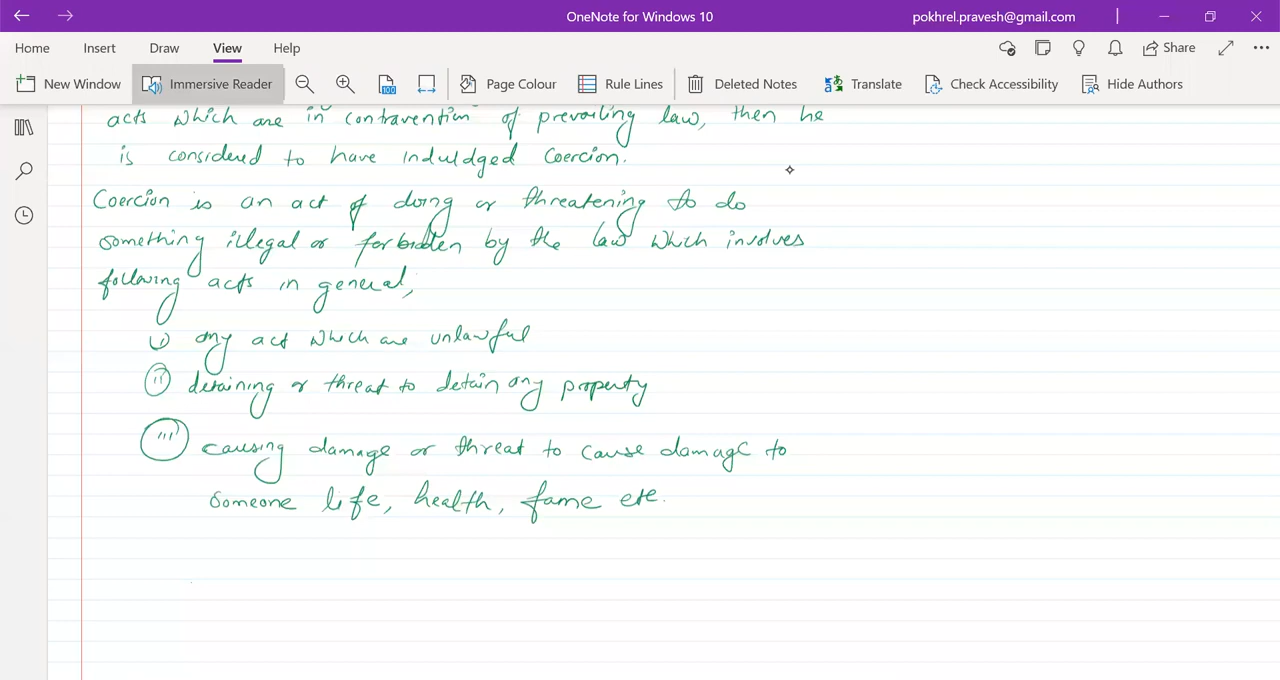 OneNote for Windows 10
pokhrel.pravesh@gmail.com
Home Insert Draw View Help
Share
New Window Immersive Reader 100 Page Colour Rule Lines Deleted Notes Translate Check Accessibility Hide Authors
acts which are in contravention of prevailing law, then he
is considered to have induldged Coercion.
Coercion is an act of doing or threatening to do
something illegal or forbidden by the law which involves
following acts in general,
(i) any act which are unlawful
(ii) detaining or threat to detain any property
(iii) causing damage or threat to cause damage to
someone life, health, fame etc.